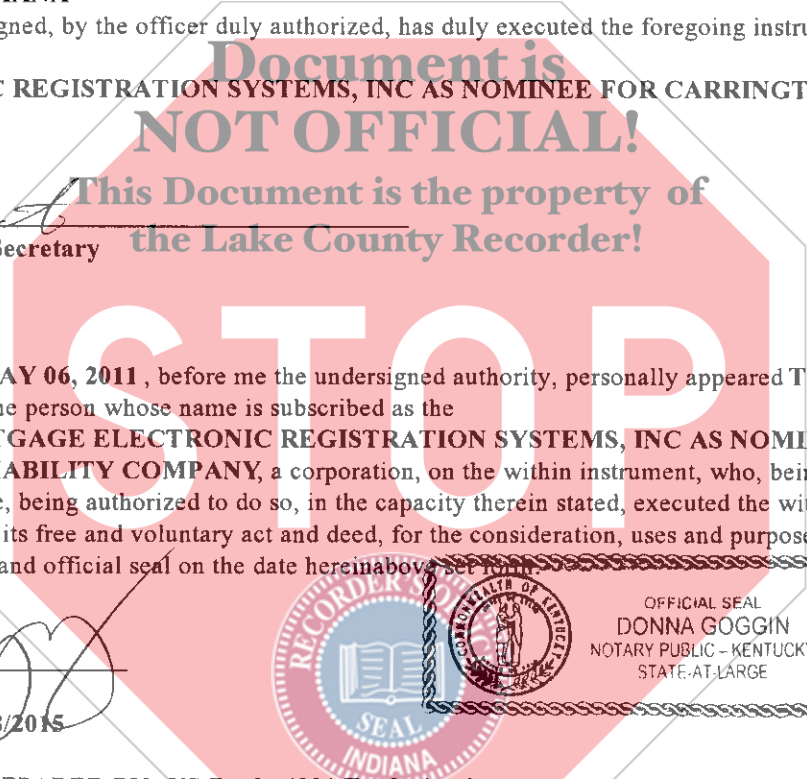 gned, by the officer duly authorized, has duly executed the foregoing instru
Document is
C REGISTRATION SYSTEMS, INC AS NOMINEE FOR CARRINGT
NOT OFFICIAL!
This Document is the property of
Secretary
the Lake County Recorder!
STOP
AY 06, 2011 , before me the undersigned authority, personally appeared T
ne person whose name is subscribed as the
TGAGE ELECTRONIC REGISTRATION SYSTEMS, INC AS NOMI
ABILITY COMPANY, a corporation, on the within instrument, who, bein
e, being authorized to do so, in the capacity therein stated, executed the wit
its free and voluntary act and deed, for the consideration, uses and purpose
and official seal on the date hereinabove set forth.
COMMONWEALTH OF KENTUCKY
OFFICIAL SEAL
DONNA GOGGIN
NOTARY PUBLIC – KENTUCKY
STATE-AT-LARGE
/2015
SEAL
INDIANA